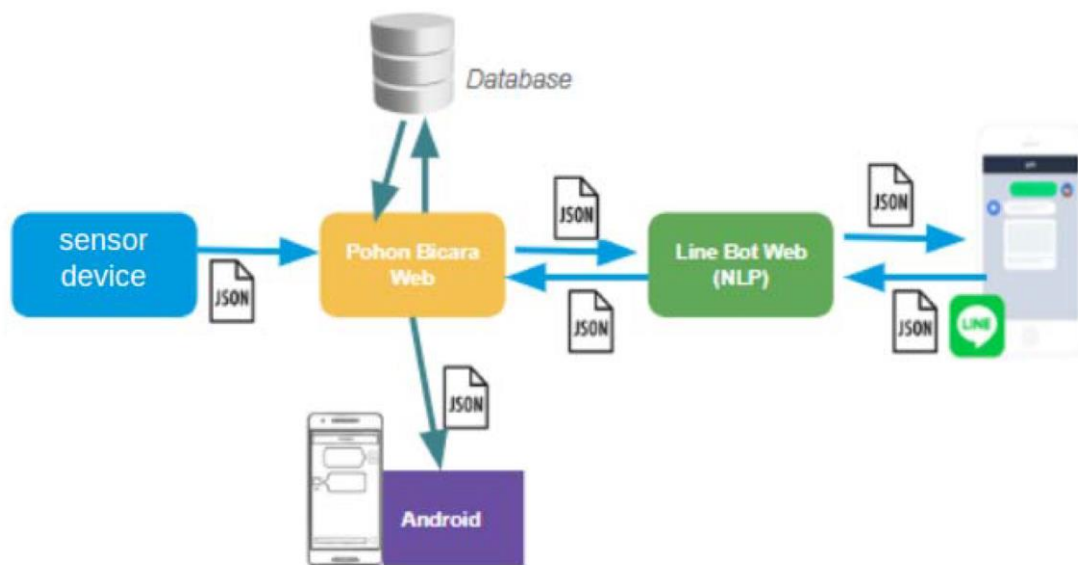 Database
sensor
device
JSON
Pohon Bicara
Web
JSON
JSON
Line Bot Web
(NLP)
JSON
JSON
LINE
JSON
Android